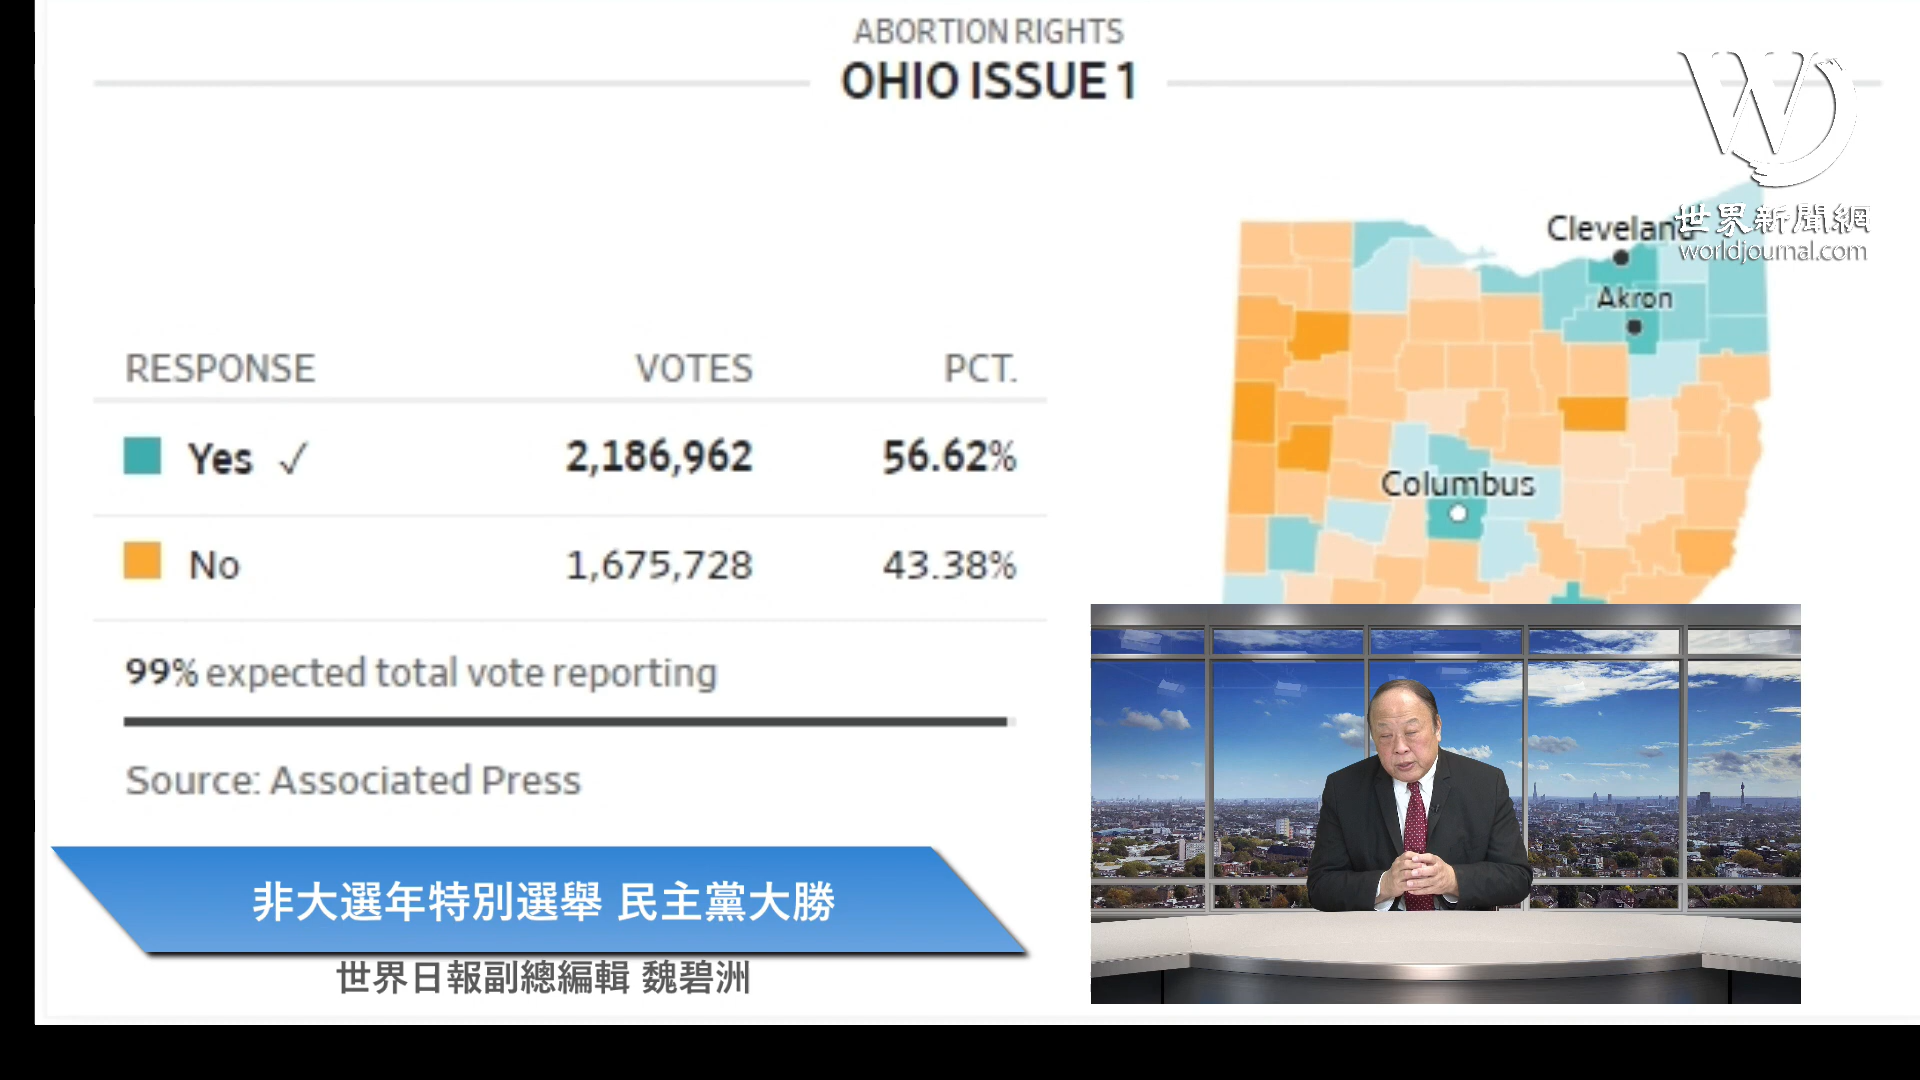 ABORTION RIGHTS
OHIO ISSUE 1
世界新聞網
worldjournal.com
Cleveland
Akron
Columbus
RESPONSE VOTES PCT.
Yes ✓ 2,186,962 56.62%
No 1,675,728 43.38%
99% expected total vote reporting
Source: Associated Press
非大選年特別選舉 民主黨大勝
世界日報副總編輯 魏碧洲